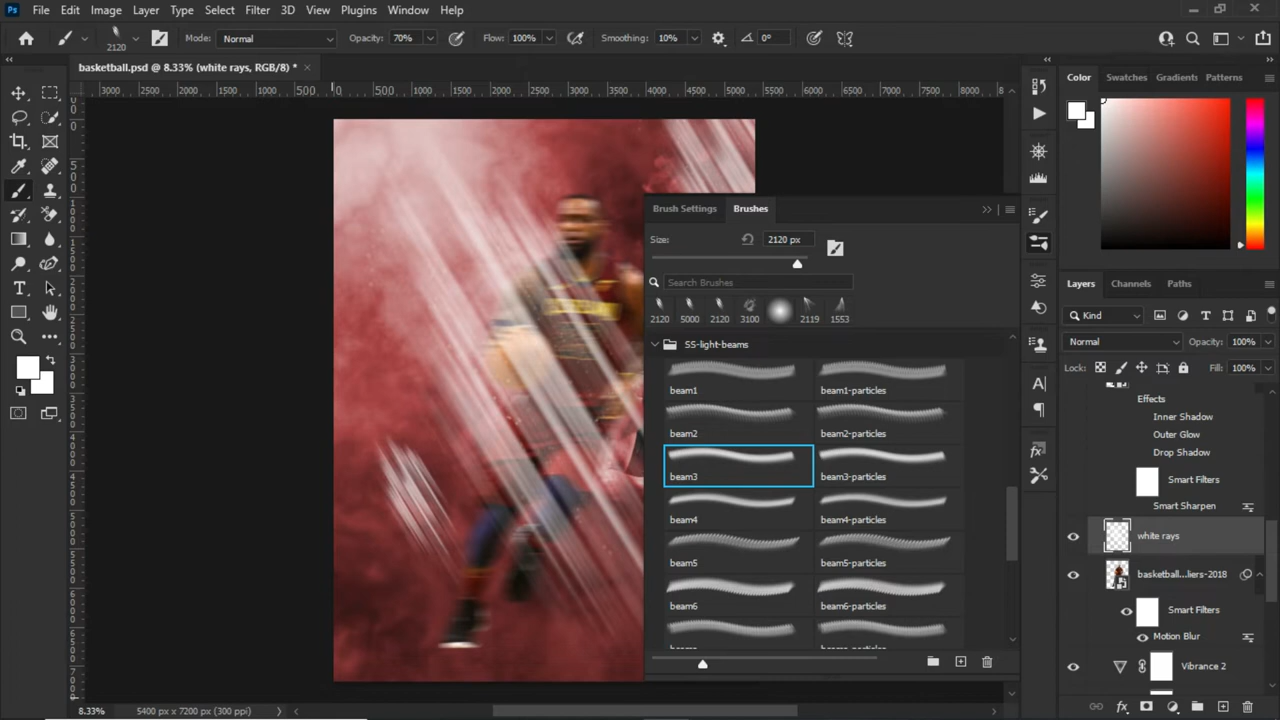 Ps File Edit Image Layer Type Select Filter 3D View Plugins Window Help
2120 Mode: Normal Opacity: 70% Flow: 100% Smoothing: 10% 0°
basketball.psd @ 8.33% (white rays, RGB/8) *
3000 2500 2000 1500 1000 500 0 500 1000 1500 2000 2500 3000 3500 4000 4500 5000 5500 6000 6500 7000 7500 8000
Color Swatches Gradients Patterns
Brush Settings Brushes
Size: 2120 px
Search Brushes
2120 5000 2120 3100 2119 1553
SS-light-beams
beam1 beam1-particles
beam2 beam2-particles
beam3 beam3-particles
beam4 beam4-particles
beam5 beam5-particles
beam6 beam6-particles
Layers Channels Paths
Kind
Normal Opacity: 100%
Lock: Fill: 100%
Effects
Inner Shadow
Outer Glow
Drop Shadow
Smart Filters
Smart Sharpen
white rays
basketball...liers-2018
Smart Filters
Motion Blur
Vibrance 2
8.33% 5400 px x 7200 px (300 ppi)